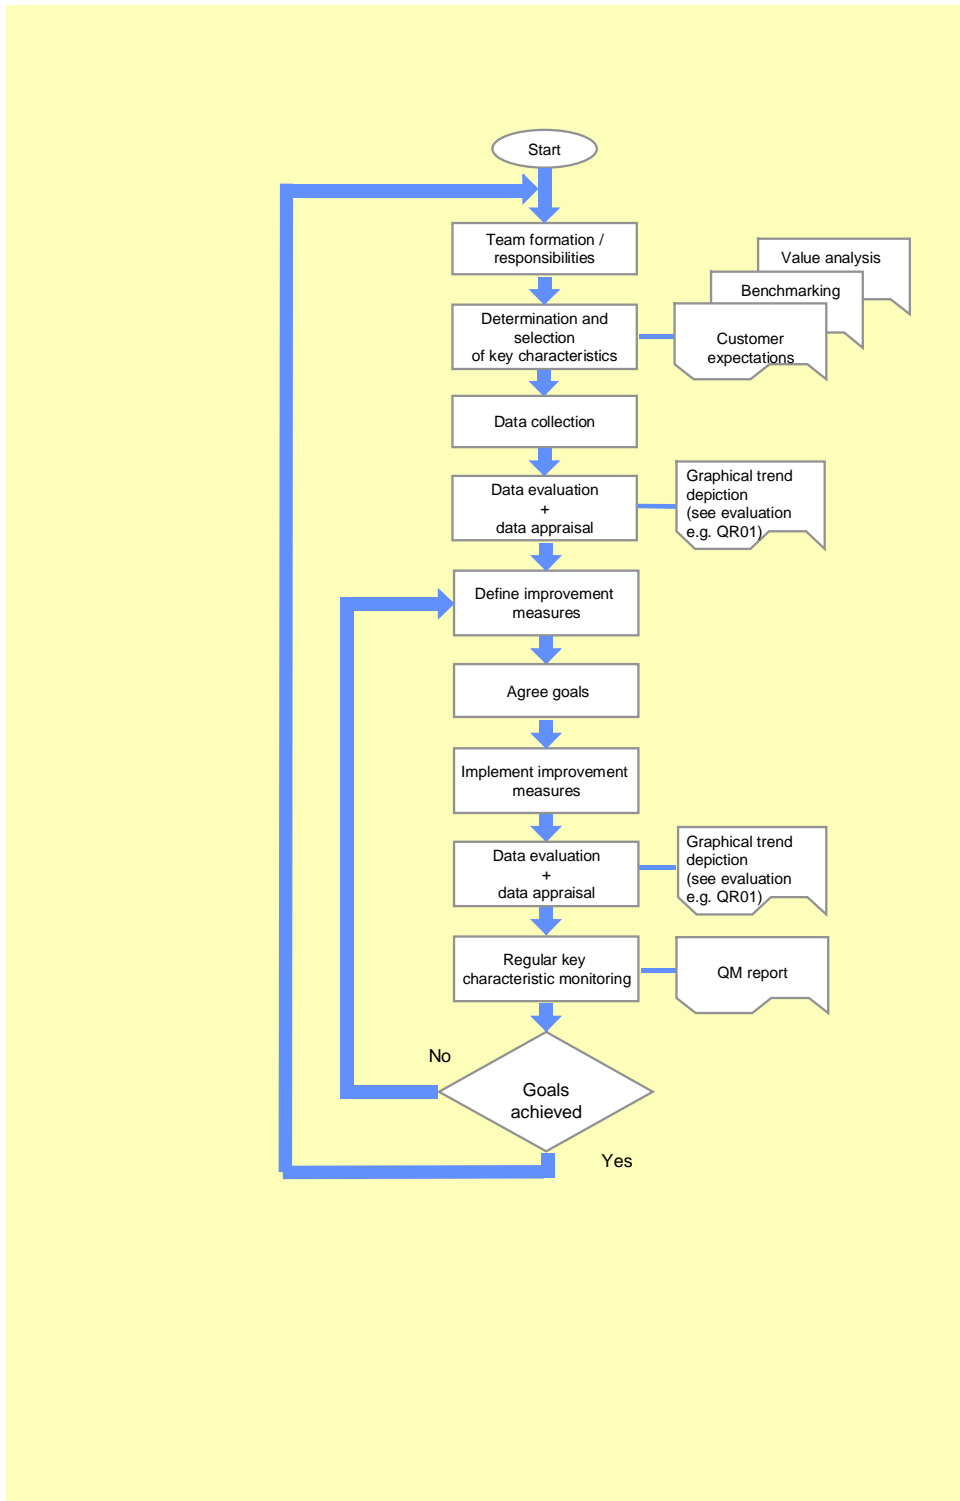 Start
Team formation /
responsibilities
Value analysis
Benchmarking
Determination and
selection
of key characteristics
Customer
expectations
Data collection
Data evaluation
+
data appraisal
Graphical trend
depiction
(see evaluation
e.g. QR01)
Define improvement
measures
Agree goals
Implement improvement
measures
Data evaluation
+
data appraisal
Graphical trend
depiction
(see evaluation
e.g. QR01)
Regular key
characteristic monitoring
QM report
No
Goals
achieved
Yes